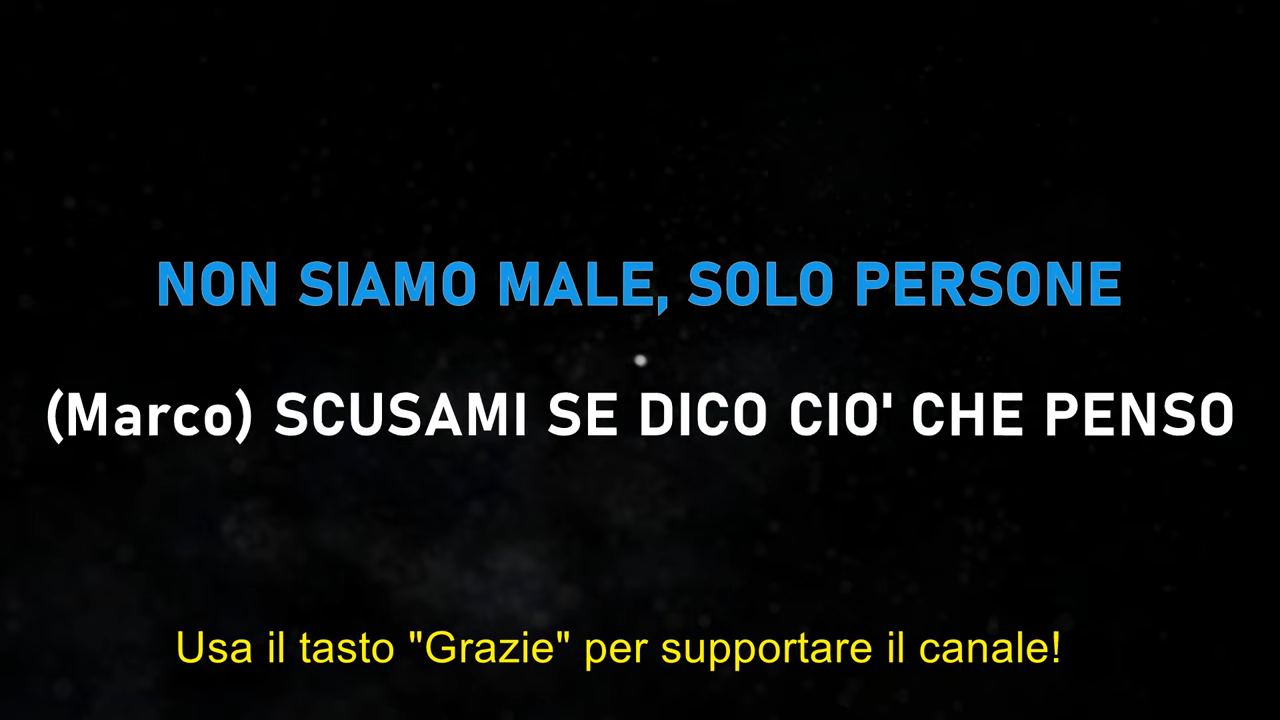 NON SIAMO MALE, SOLO PERSONE
(Marco) SCUSAMI SE DICO CIO' CHE PENSO
Usa il tasto "Grazie" per supportare il canale!